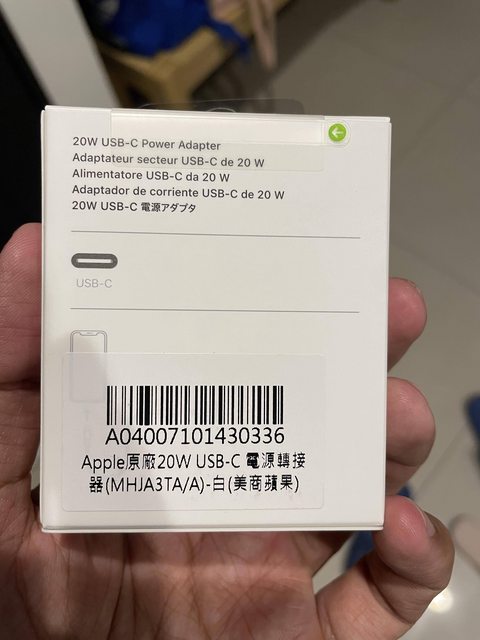 20W USB-C Power Adapter
Adaptateur secteur USB-C de 20 W
Alimentatore USB-C da 20 W
Adaptador de corriente USB-C de 20 W
20W USB-C 電源アダプタ
USB-C
A04007101430336
Apple原廠20W USB-C 電源轉接
器(MHJA3TA/A)-白(美商蘋果)